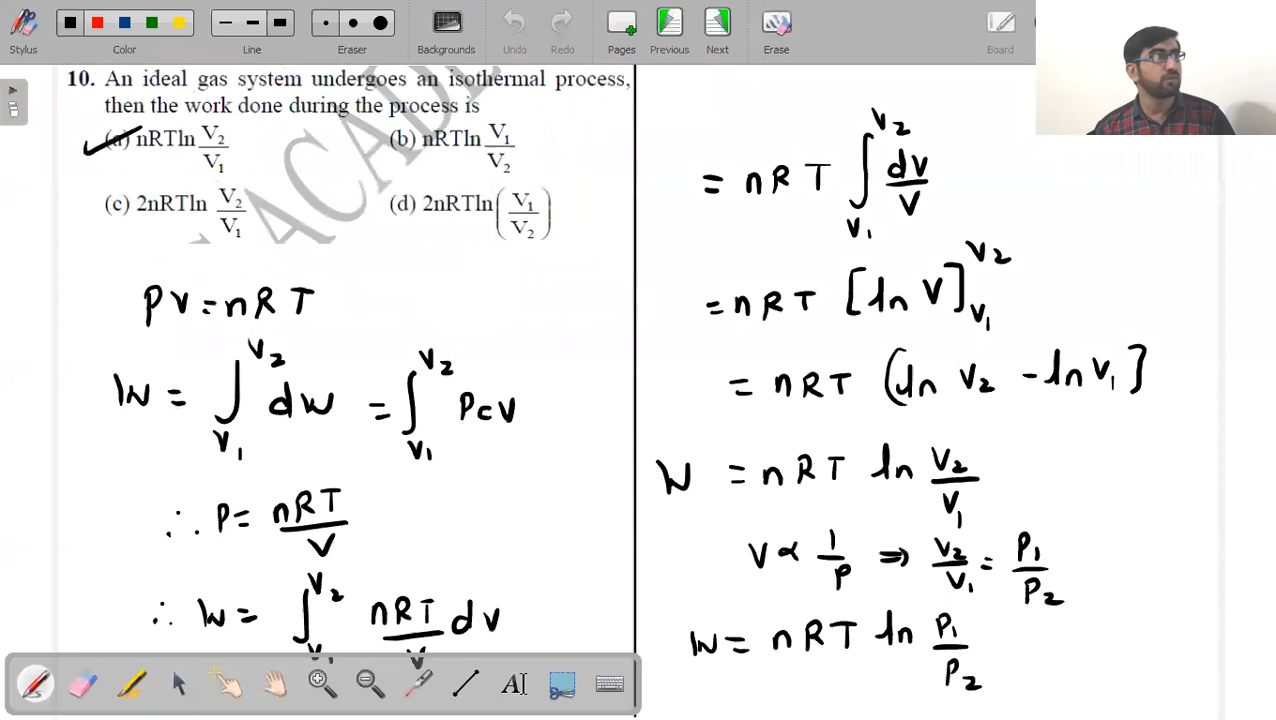 Stylus Color Line Eraser Backgrounds Undo Redo Pages Previous Next Erase Board
10. An ideal gas system undergoes an isothermal process,
then the work done during the process is
(a) nRTln V₂/V₁ (b) nRTln V₁/V₂
(c) 2nRTln V₂/V₁ (d) 2nRTln(V₁/V₂)
ACADEM
PV = nRT
W = ∫_{V₁}^{V₂} dW = ∫_{V₁}^{V₂} PdV
∴ P = nRT/V
∴ W = ∫_{V₁}^{V₂} nRT/V dV
= nRT ∫_{V₁}^{V₂} dV/V
= nRT [ln V]_{V₁}^{V₂}
= nRT (ln V₂ - ln V₁]
W = nRT ln V₂/V₁
V ∝ 1/P ⇒ V₂/V₁ = P₁/P₂
W = nRT ln P₁/P₂